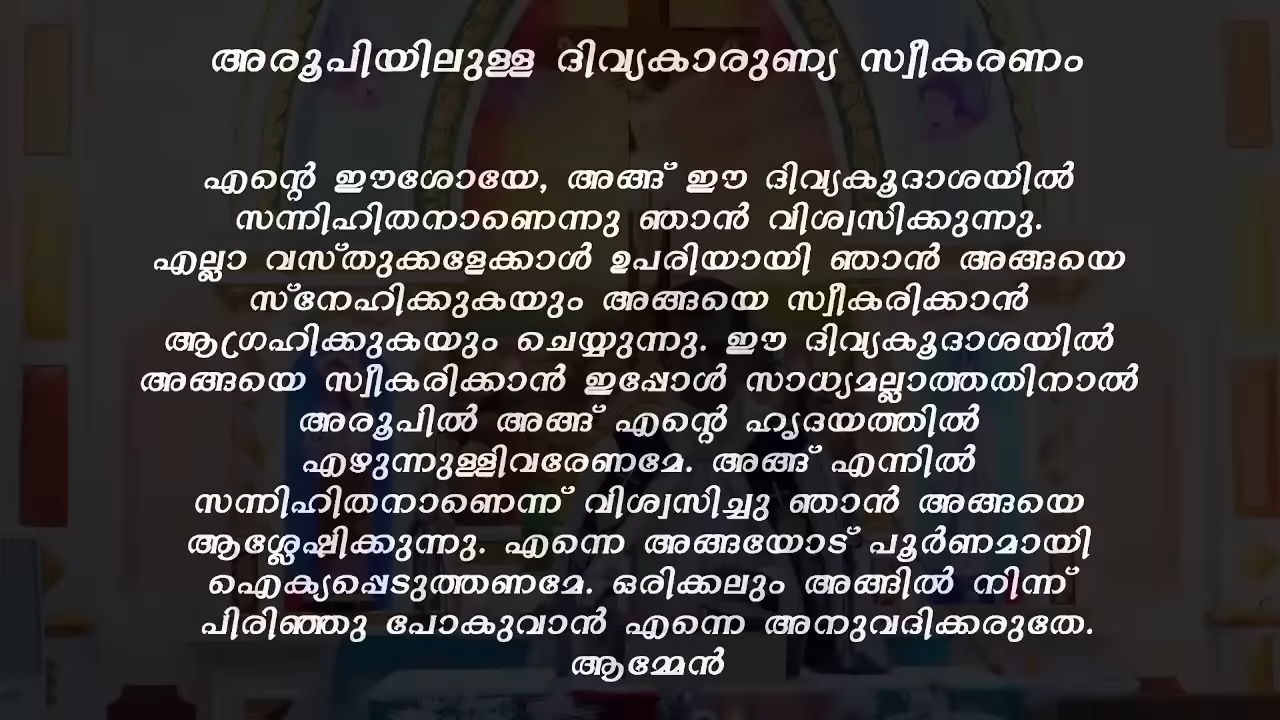 അരൂപിയിലുള്ള ദിവ്യകാരുണ്യ സ്വീകരണം
എന്റെ ഈശോയേ, അങ്ങ് ഈ ദിവ്യകൂദാശയിൽ
സന്നിഹിതനാണെന്നു ഞാൻ വിശ്വസിക്കുന്നു.
എല്ലാ വസ്തുക്കളേക്കാൾ ഉപരിയായി ഞാൻ അങ്ങയെ
സ്നേഹിക്കുകയും അങ്ങയെ സ്വീകരിക്കാൻ
ആഗ്രഹിക്കുകയും ചെയ്യുന്നു. ഈ ദിവ്യകൂദാശയിൽ
അങ്ങയെ സ്വീകരിക്കാൻ ഇപ്പോൾ സാധ്യമല്ലാത്തതിനാൽ
അരൂപിൽ അങ്ങ് എന്റെ ഹൃദയത്തിൽ
എഴുന്നുള്ളിവരേണമേ. അങ്ങ് എന്നിൽ
സന്നിഹിതനാണെന്ന് വിശ്വസിച്ചു ഞാൻ അങ്ങയെ
ആശ്ലേഷിക്കുന്നു. എന്നെ അങ്ങയോട് പൂർണമായി
ഐക്യപ്പെടുത്തണമേ. ഒരിക്കലും അങ്ങിൽ നിന്ന്
പിരിഞ്ഞു പോകുവാൻ എന്നെ അനുവദിക്കരുതേ.
ആമ്മേൻ